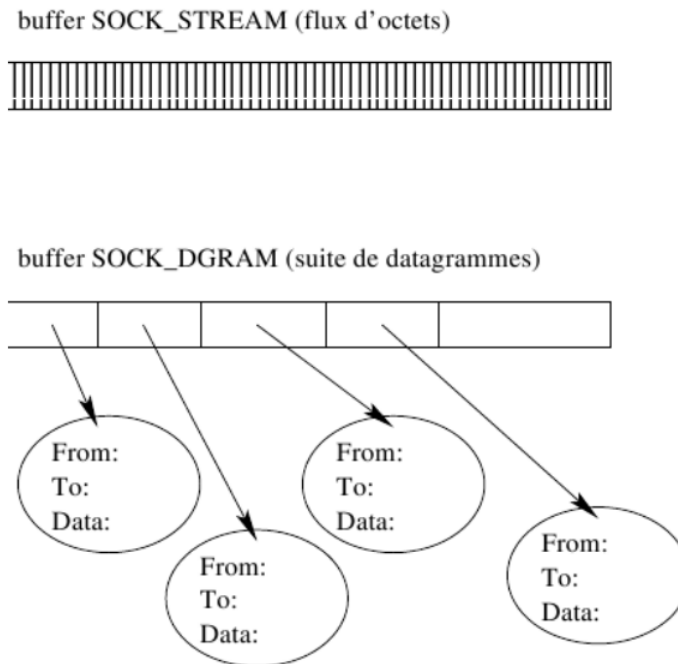 buffer SOCK_STREAM (flux d'octets)
buffer SOCK_DGRAM (suite de datagrammes)
From:
To:
Data:
From:
To:
Data:
From:
To:
Data:
From:
To:
Data: